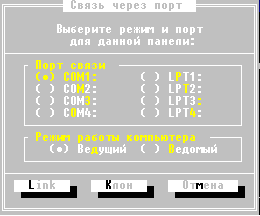 Связь через порт
Выберите режим и порт
для данной панели:
Порт связи
(•) COM1: ( ) LPT1:
( ) COM2: ( ) LPT2:
( ) COM3: ( ) LPT3:
( ) COM4: ( ) LPT4:
Режим работы компьютера
(•) Ведущий ( ) Ведомый
Link Клон Отмена